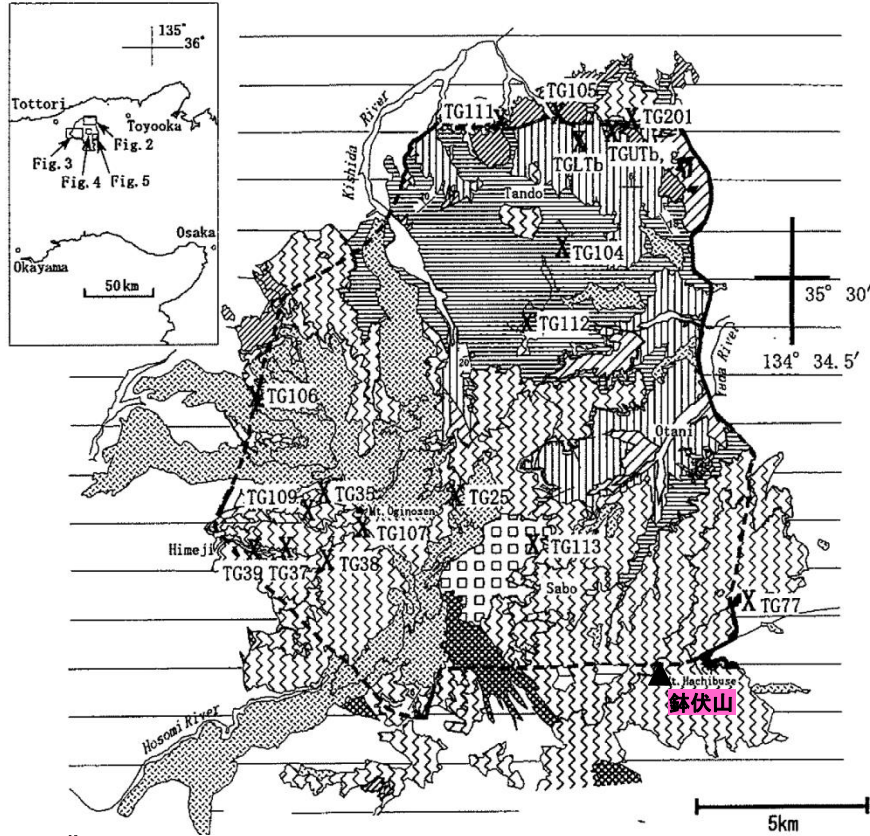 135°
36°
Tottori
Toyooka
Fig. 3
Fig. 2
Fig. 4
Fig. 5
Osaka
Okayama
50km
Kishida River
TG111
TG105
TG201
TGLTb
TGUTb, g
Tando
TG104
35° 30′
TG112
134° 34.5′
20
TG106
Otani
TG109
TG35
TG25
Mt. Oginosen
TG107
Himeji
TG113
TG39
TG37
TG38
Sabo
TG77
Mt. Hachibuse
鉢伏山
Hosomi River
5km